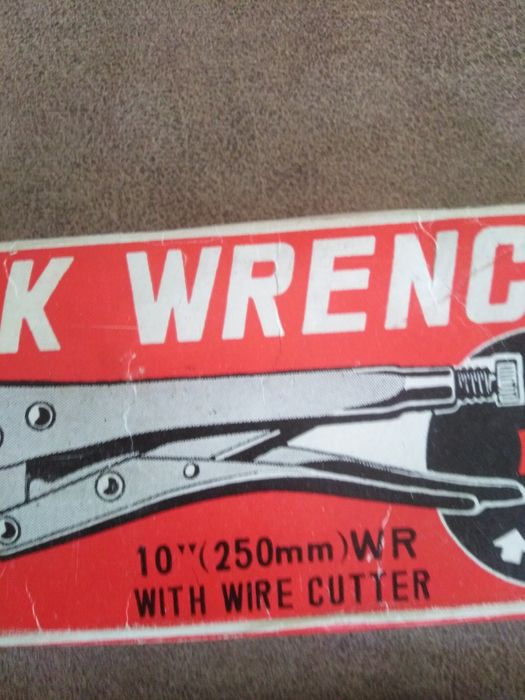 K WRENC
10"(250mm)WR
WITH WIRE CUTTER